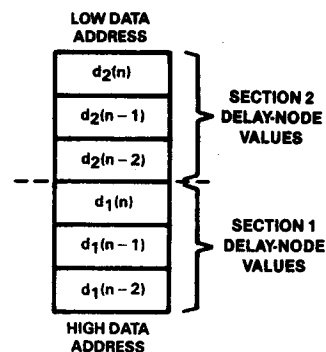 LOW DATA
ADDRESS
d₂(n)
d₂(n − 1)
d₂(n − 2)
SECTION 2
DELAY-NODE
VALUES
d₁(n)
d₁(n − 1)
d₁(n − 2)
SECTION 1
DELAY-NODE
VALUES
HIGH DATA
ADDRESS